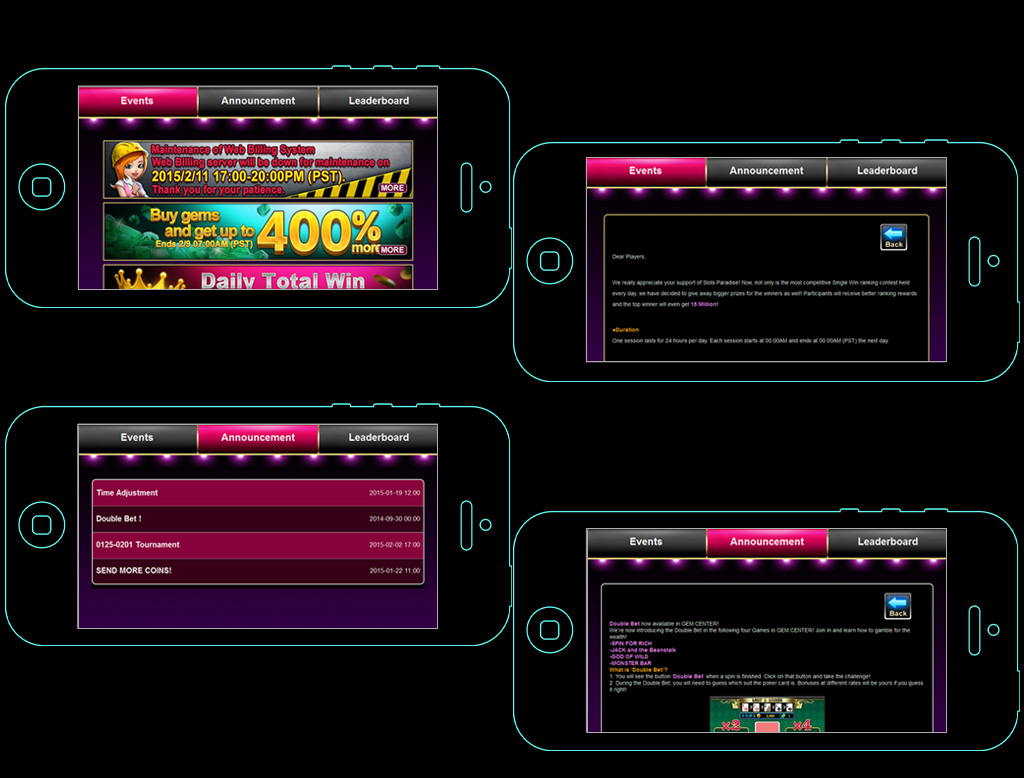 Events
Announcement
Leaderboard
Maintenance of Web Billing System
Web Billing server will be down for maintenance on
2015/2/11 17:00-20:00PM (PST).
Thank you for your patience.
MORE
Buy gems
and get up to
400%
more
Ends 2/9 07:00AM (PST)
MORE
Daily Total Win
Events
Announcement
Leaderboard
Back
Dear Players,
We really appreciate your support of Slots Paradise! Now, not only is the most competitive Single Win ranking contest held
every day, we have decided to give away bigger prizes for the winners as well! Participants will receive better ranking rewards
and the top winner will even get 15 Million!
●Duration
One session lasts for 24 hours per day. Each session starts at 00:00AM and ends at 00:00AM (PST) the next day.
Events
Announcement
Leaderboard
Time Adjustment 2015-01-19 12:00
Double Bet ! 2014-09-30 00:00
0125-0201 Tournament 2015-02-02 17:00
SEND MORE COINS! 2015-01-22 11:00
Events
Announcement
Leaderboard
Back
Double Bet now available in GEM CENTER!
We're now introducing the Double Bet in the following four Games in GEM CENTER! Join in and learn how to gamble for the
wealth!
-SPIN FOR RICH
-JACK and the Beanstalk
-GOD OF WILD
-MONSTER BAR
What is 'Double Bet'?
1. You will see the button 'Double Bet' when a spin is finished. Click on that button and take the challenge!
2. During the Double Bet, you will need to guess which suit the poker card is. Bonuses at different rates will be yours if you guess
it right!
x2
x4